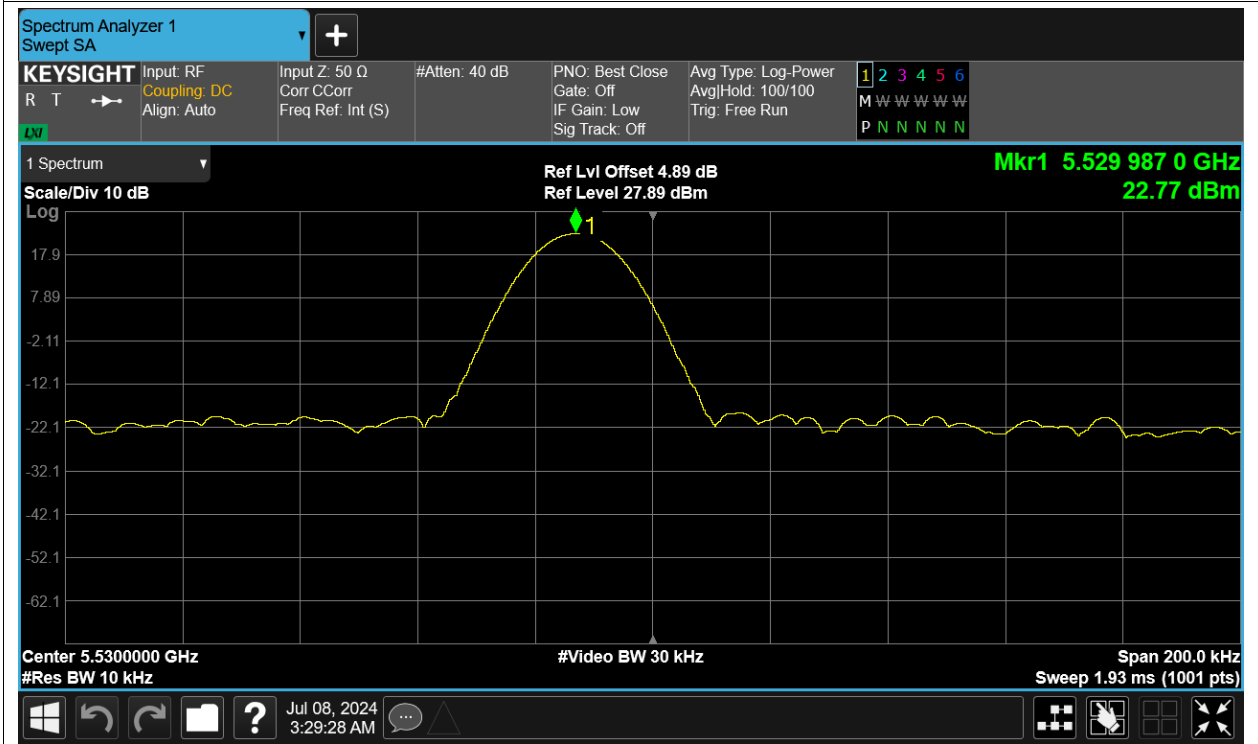 Spectrum Analyzer 1
Swept SA
+
KEYSIGHT
R T
LXI
Input: RF
Coupling: DC
Align: Auto
Input Z: 50 Ω
Corr CCorr
Freq Ref: Int (S)
#Atten: 40 dB
PNO: Best Close
Gate: Off
IF Gain: Low
Sig Track: Off
Avg Type: Log-Power
Avg|Hold: 100/100
Trig: Free Run
1 2 3 4 5 6
M W W W W W
P N N N N N
1 Spectrum
Scale/Div 10 dB
Log
Ref Lvl Offset 4.89 dB
Ref Level 27.89 dBm
Mkr1 5.529 987 0 GHz
22.77 dBm
1
17.9
7.89
-2.11
-12.1
-22.1
-32.1
-42.1
-52.1
-62.1
Center 5.5300000 GHz
#Res BW 10 kHz
#Video BW 30 kHz
Span 200.0 kHz
Sweep 1.93 ms (1001 pts)
?
Jul 08, 2024
3:29:28 AM